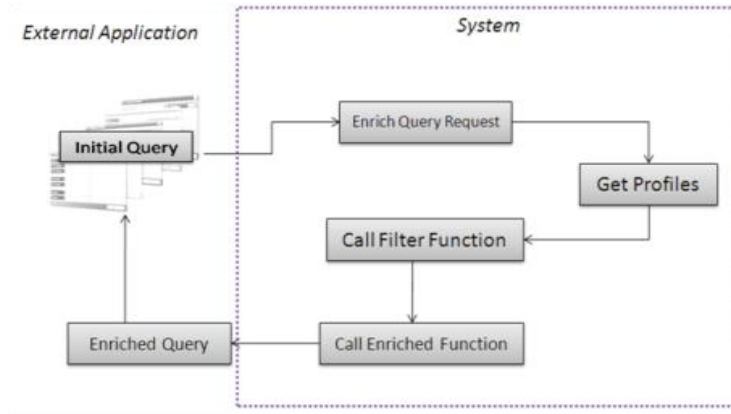 External Application
System
Initial Query
Enrich Query Request
Get Profiles
Call Filter Function
Enriched Query
Call Enriched Function